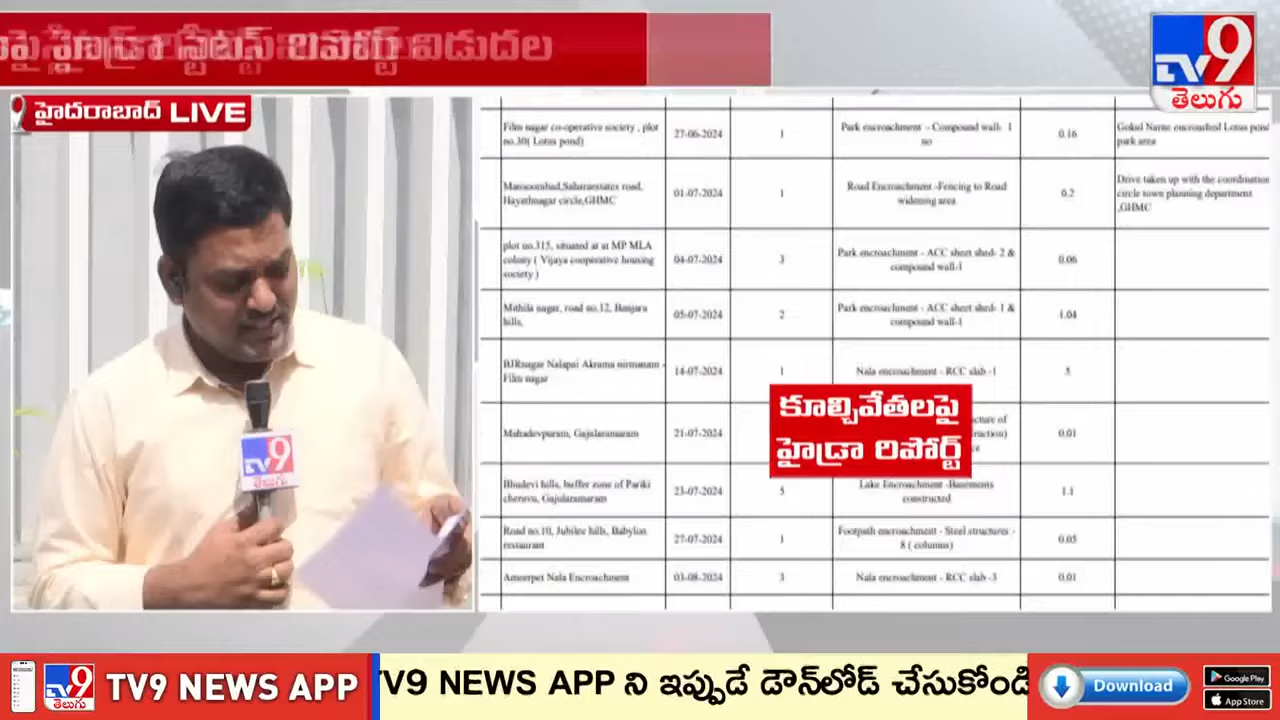 హైడ్రా స్టేటస్ రిపోర్ట్ విడుదల
TV9
తెలుగు
హైదరాబాద్ LIVE
Film nagar co-operative society , plot no.30( Lotus pond)
27-06-2024
1
Park encroachment - Compound wall- 1 no
0.16
Gokul Narne encroached Lotus pond park area
Mansoorabad,Saharaestates road, Hayathnagar circle,GHMC
01-07-2024
1
Road Encroachment -Fencing to Road widening area
0.2
Drive taken up with the coordination circle town planning department ,GHMC
plot no.315, situated at at MP MLA colony ( Vijaya cooperative housing society )
04-07-2024
3
Park encroachment - ACC sheet shed- 2 & compound wall-1
0.06
Mithila nagar, road no.12, Banjara hills,
05-07-2024
2
Park encroachment - ACC sheet shed- 1 & compound wall-1
1.04
BJRnagar Nalapai Akrama nirmanam - Film nagar
14-07-2024
1
Nala encroachment - RCC slab -1
5
Mahadevpuram, Gajularamaram
21-07-2024
0.01
Bhudevi hills, buffer zone of Pariki cheruvu, Gajularamaram
23-07-2024
5
Lake Encroachment -Basements constructed
1.1
Road no.10, Jubilee hills, Babylon restaurant
27-07-2024
1
Footpath encroachment - Steel structures - 8 ( columns)
0.05
Ameerpet Nala Encroachment
03-08-2024
3
Nala encroachment - RCC slab -3
0.01
కూల్చివేతలపై
హైడ్రా రిపోర్ట్
TV9
తెలుగు
TV9
తెలుగు
TV9 NEWS APP
TV9 NEWS APP ని ఇప్పుడే డౌన్‌లోడ్ చేసుకోండి
Download
Google Play
App Store